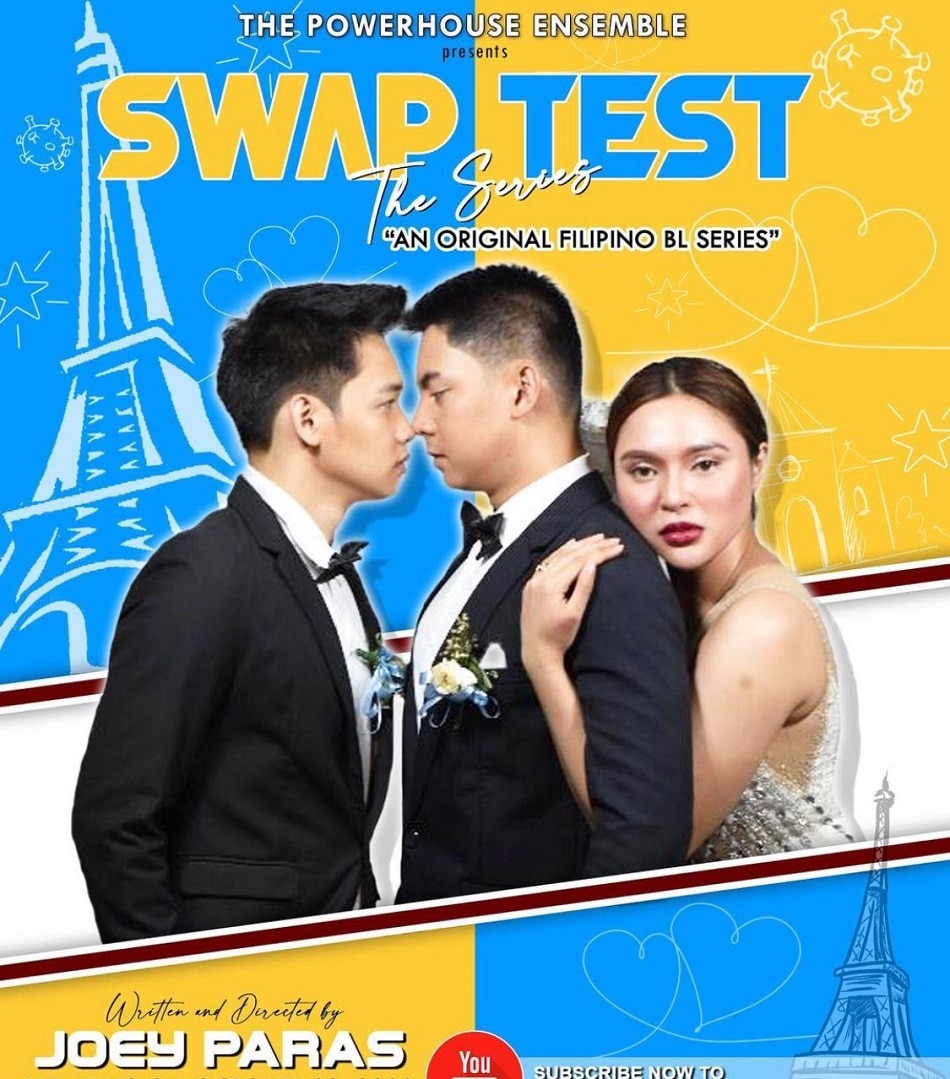 THE POWERHOUSE ENSEMBLE
presents
SWAP TEST
The Series
“AN ORIGINAL FILIPINO BL SERIES”
Written and Directed by
JOEY PARAS
You
SUBSCRIBE NOW TO